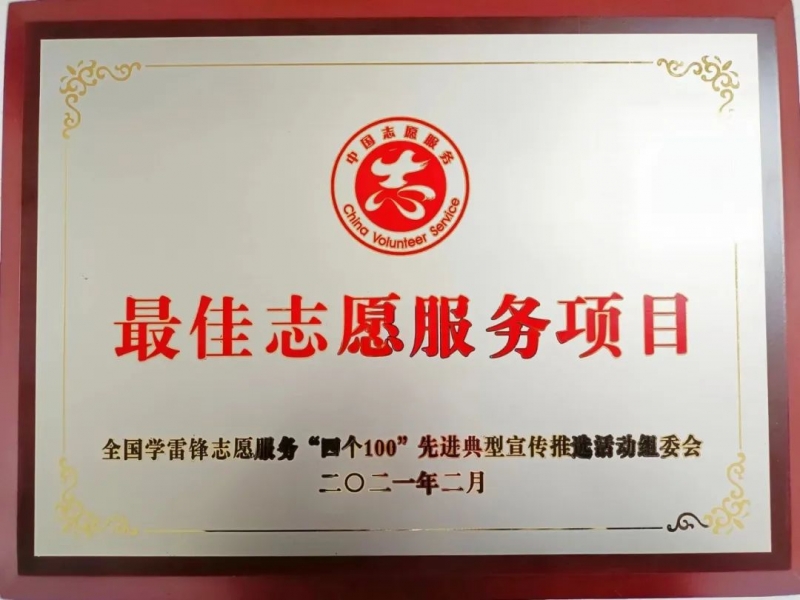 中国志愿服务
志
China Volunteer Service
最佳志愿服务项目
全国学雷锋志愿服务“四个100”先进典型宣传推选活动组委会
二〇二一年二月